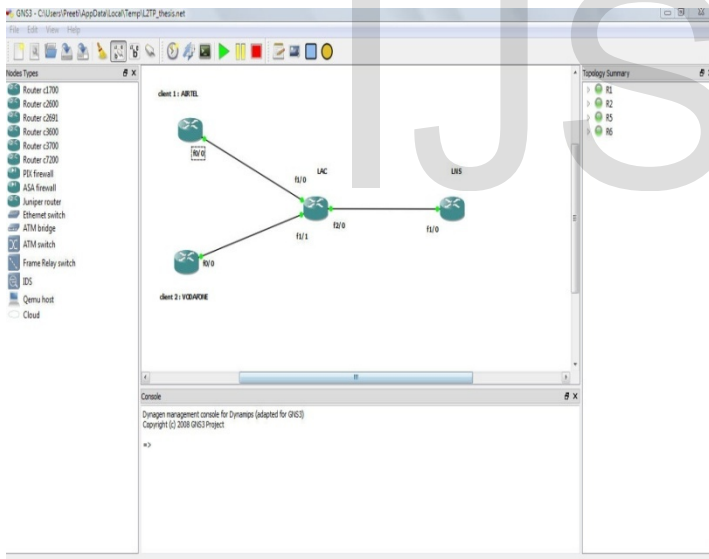 GNS3 - C:\Users\Preeti\AppData\Local\Temp\L2TP_thesis.net
File Edit View Help
Nodes Types
Router c1700
Router c2600
Router c2691
Router c3600
Router c3700
Router c7200
PIX firewall
ASA firewall
Juniper router
Ethernet switch
ATM bridge
ATM switch
Frame Relay switch
IDS
Qemu host
Cloud
client 1 : AIRTEL
f0/0
f1/0
LAC
LNS
f1/1
f2/0
f1/0
f0/0
client 2 : VODAFONE
Topology Summary
R1
R2
R5
R6
Console
Dynagen management console for Dynamips (adapted for GNS3)
Copyright (c) 2008 GNS3 Project
=>
IJS